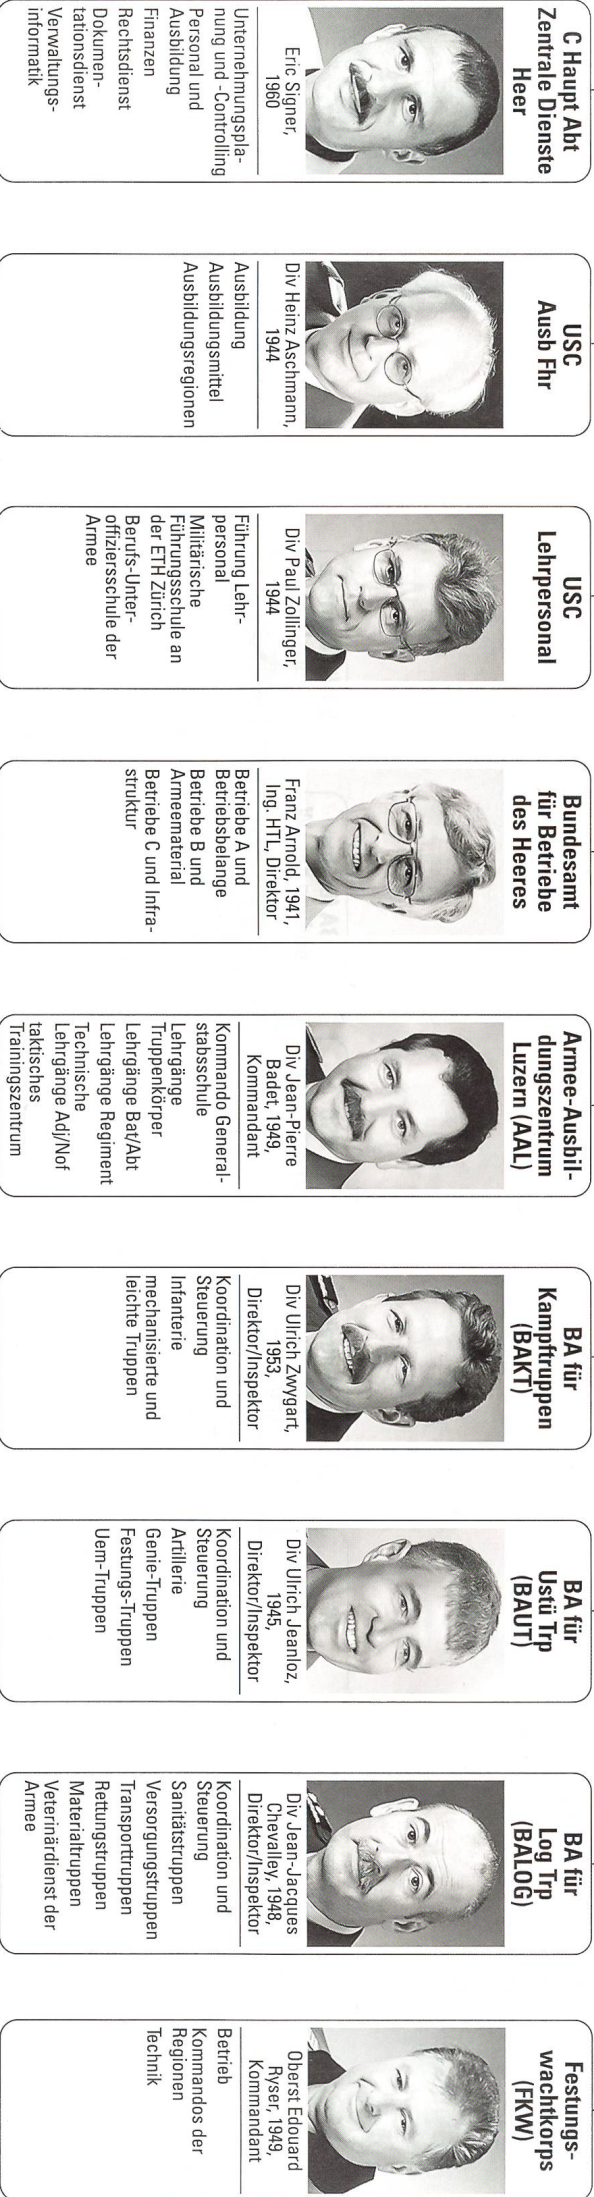 C Haupt Abt
Zentrale Dienste
Heer
Eric Signer,
1960
Unternehmungspla-
nung und -Controlling
Personal und
Ausbildung
Finanzen
Rechtsdienst
Dokumen-
tationsdienst
Verwaltungs-
informatik
USC
Ausb Fhr
Div Heinz Aschmann,
1944
Ausbildung
Ausbildungsmittel
Ausbildungsregionen
USC
Lehrpersonal
Div Paul Zollinger,
1944
Führung Lehr-
personal
Militärische
Führungsschule an
der ETH Zürich
Berufs-Unter-
offiziersschule der
Armee
Bundesamt
für Betriebe
des Heeres
Franz Arnold, 1941,
Ing. HTL, Direktor
Betriebe A und
Betriebsbelange
Betriebe B und
Armeematerial
Betriebe C und Infra-
struktur
Armee-Ausbil-
dungszentrum
Luzern (AAL)
Div Jean-Pierre
Badet, 1949,
Kommandant
Kommando General-
stabsschule
Lehrgänge
Truppenkörper
Lehrgänge Bat/Abt
Lehrgänge Regiment
Technische
Lehrgänge Adj/Nof
taktisches
Trainingszentrum
BA für
Kampftruppen
(BAKT)
Div Ulrich Zwygart,
1953,
Direktor/Inspektor
Koordination und
Steuerung
Infanterie
mechanisierte und
leichte Truppen
BA für
Ustü Trp
(BAUT)
Div Ulrich Jeanloz,
1945,
Direktor/Inspektor
Koordination und
Steuerung
Artillerie
Genie-Truppen
Festungs-Truppen
Uem-Truppen
BA für
Log Trp
(BALOG)
Div Jean-Jacques
Chevalley, 1948,
Direktor/Inspektor
Koordination und
Steuerung
Sanitätstruppen
Versorgungstruppen
Transporttruppen
Rettungstruppen
Materialtruppen
Veterinärdienst der
Armee
Festungs-
wachtkorps
(FKW)
Oberst Edouard
Ryser, 1949,
Kommandant
Betrieb
Kommandos der
Regionen
Technik